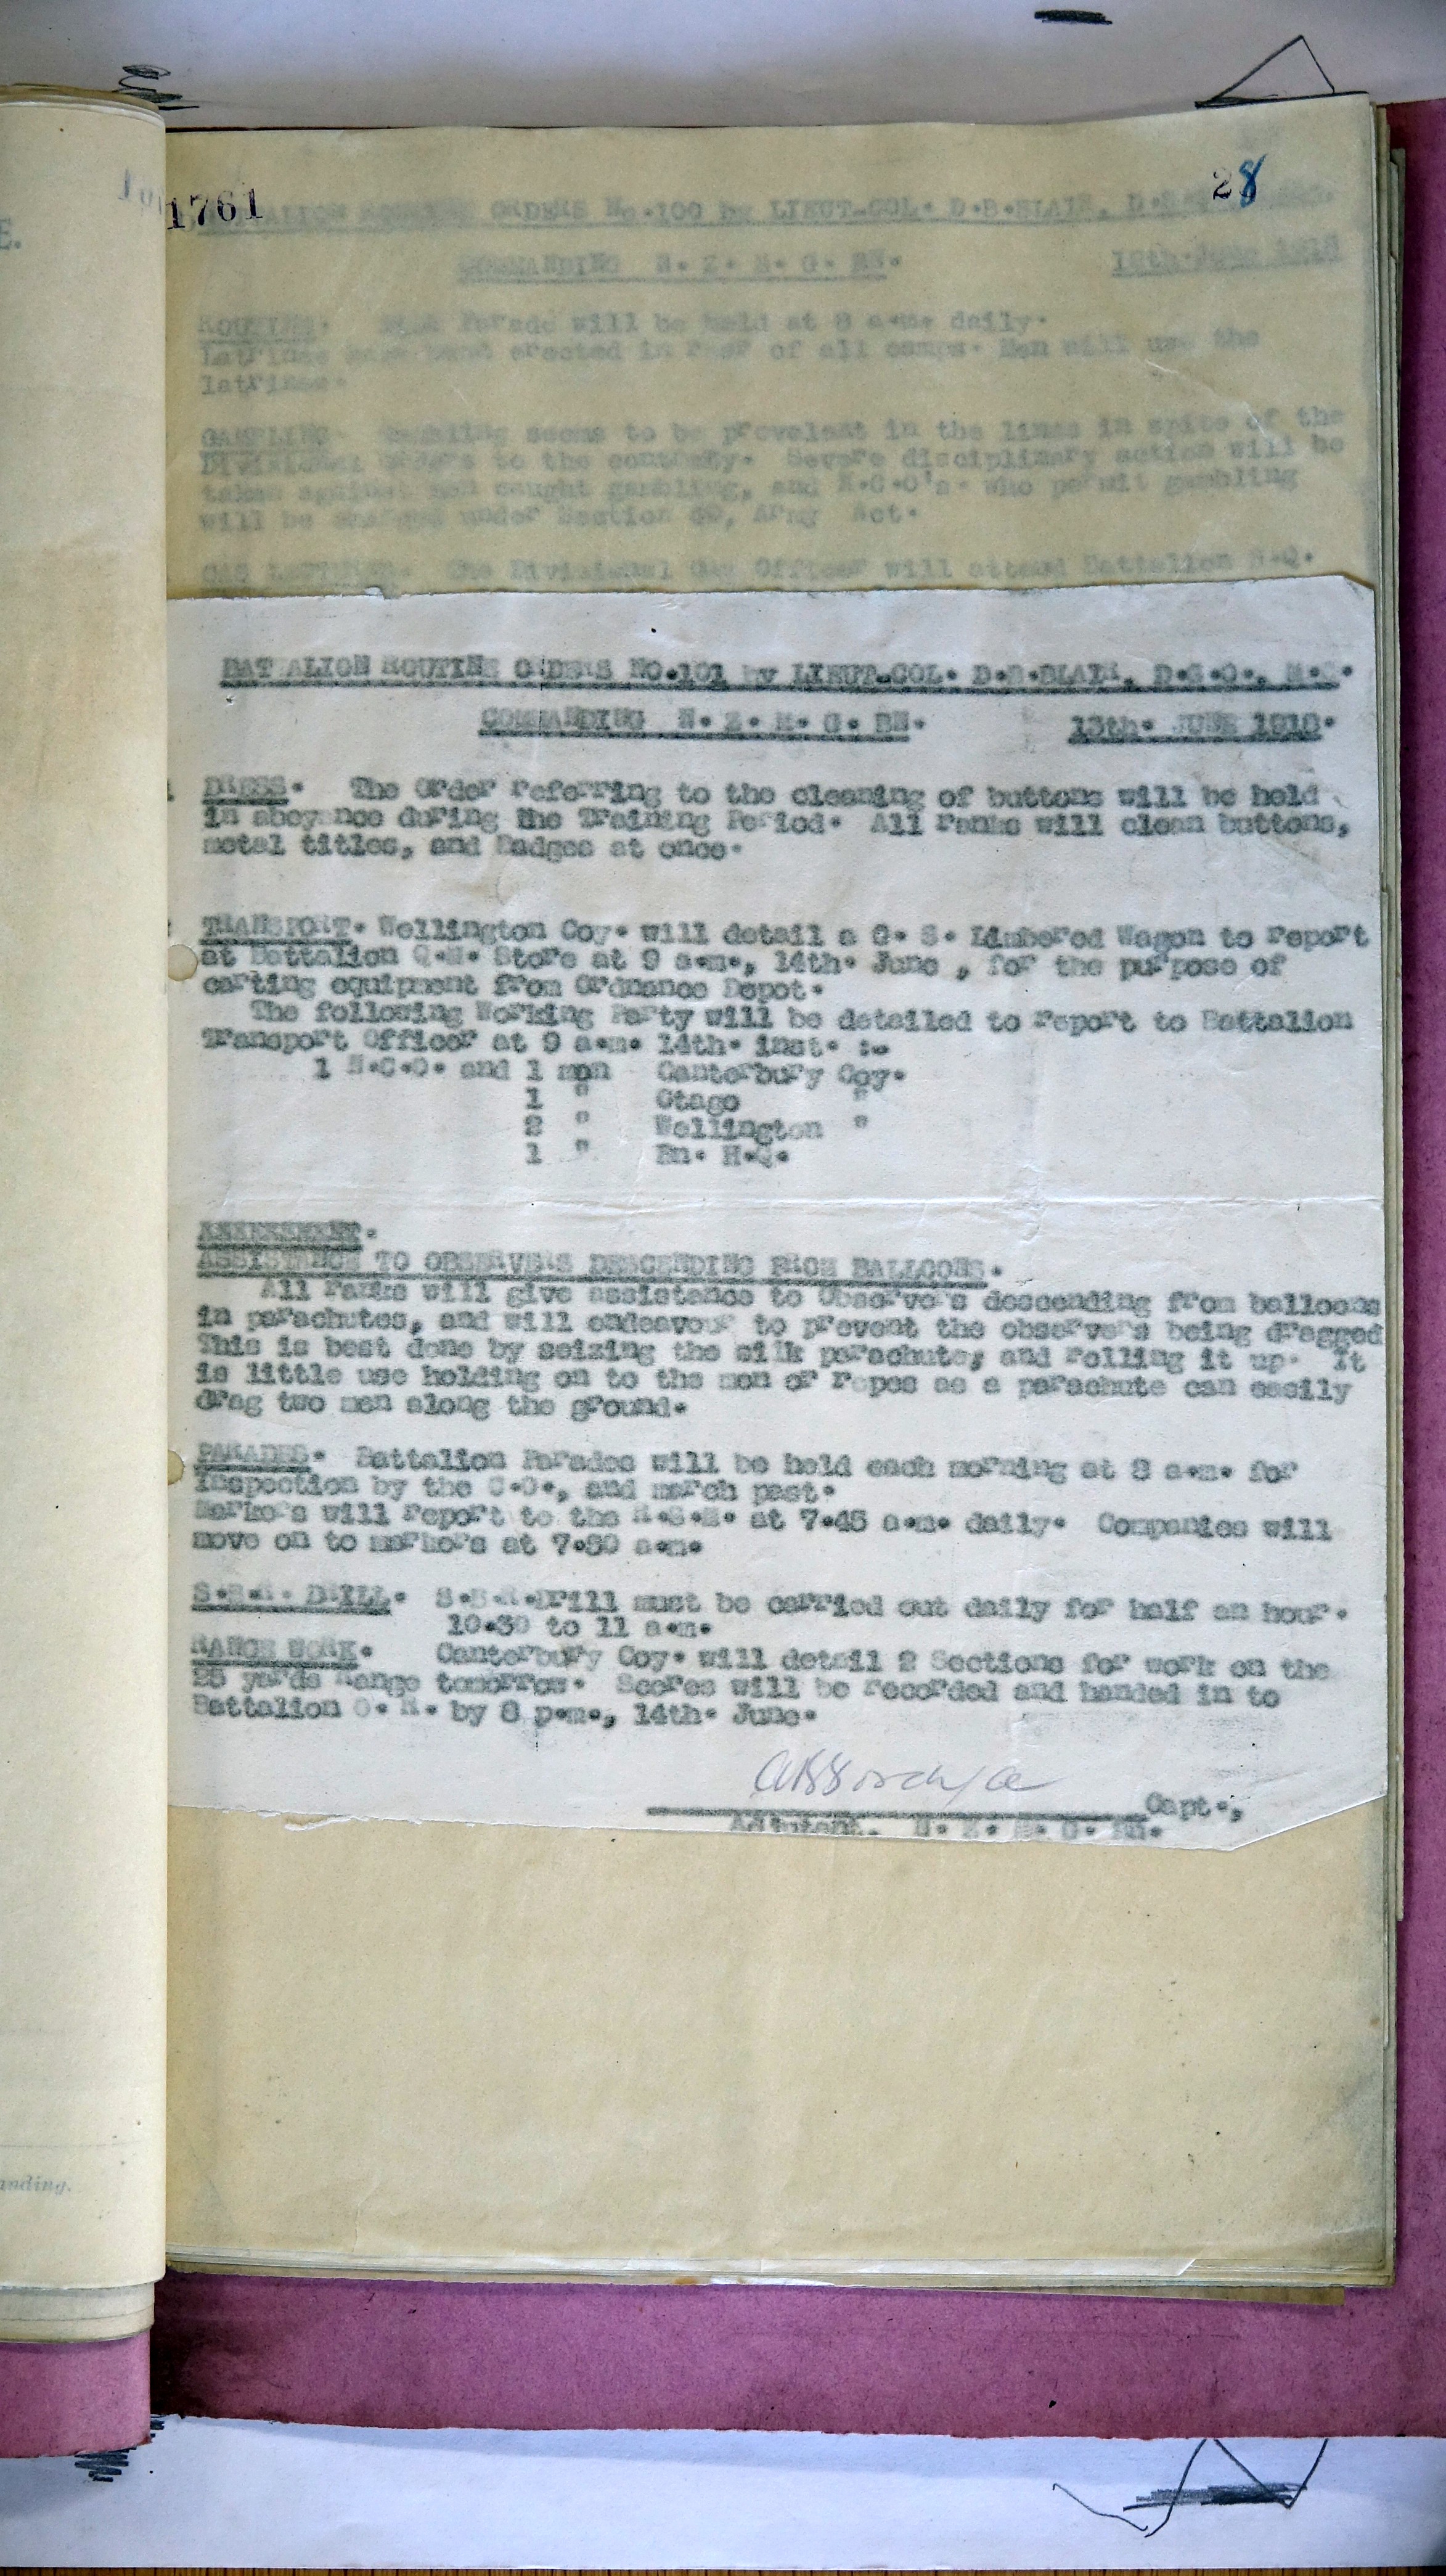 1761
28
E.
BATTALION ROUTINE ORDERS No.100 by LIEUT-COL. D.B.BLAIR,
COMMANDING N. Z. M. G. BN. 12th. June 1918
ROUTINE. Parade will be held at 8 a.m. daily.
Latrines have been erected in rear of all camps. Men will use the
latrines.
GAMBLING. Gambling seems to be prevelant in the lines in spite of the
Divisional Orders to the contrary. Severe disciplinary action will be
taken against men caught gambling, and N.C.O's. who permit gambling
will be charged under Section 40, Army Act.
GAS The Divisional Gas Officer will attend Battalion H.Q.
BATTALION ROUTINE ORDERS NO.101 by LIEUT-COL. D.B.BLAIR, D.S.O., M.C.
COMMANDING N. Z. M. G. BN. 13th. JUNE 1918.
DRESS. The Order referring to the cleaning of buttons will be held
in abeyance during the Training Period. All ranks will clean buttons,
metal titles, and Badges at once.
TRANSPORT. Wellington Coy. will detail a G. S. Limbered Wagon to report
at Battalion Q.M. Store at 9 a.m., 14th. June , for the purpose of
carting equipment from Ordnance Depot.
The following Working Party will be detailed to report to Battalion
Transport Officer at 9 a.m. 14th. inst. :-
1 N.C.O. and 1 man Canterbury Coy.
1 " Otago "
2 " Wellington "
1 " Bn. H.Q.
ASSISTANCE TO OBSERVERS DESCENDING FROM BALLOONS.
All ranks will give assistance to Observers descending from balloons
in parachutes, and will endeavour to prevent the observers being dragged
This is best done by seizing the silk parachute, and rolling it up. It
is little use holding on to the men or ropes as a parachute can easily
drag two men along the ground.
PARADES. Battalion Parades will be held each morning at 8 a.m. for
inspection by the C.O., and march past.
Markers will report to the R.S.M. at 7.45 a.m. daily. Companies will
move on to markers at 7.50 a.m.
S.B.R. DRILL. S.B.R.Drill must be carried out daily for half an hour.
10.30 to 11 a.m.
RANGE WORK. Canterbury Coy. will detail 2 Sections for work on the
25 yards range tomorrow. Scores will be recorded and handed in to
Battalion O. R. by 8 p.m., 14th. June.
Capt.,
Adjutant. N. Z. M. G. Bn.
anding.